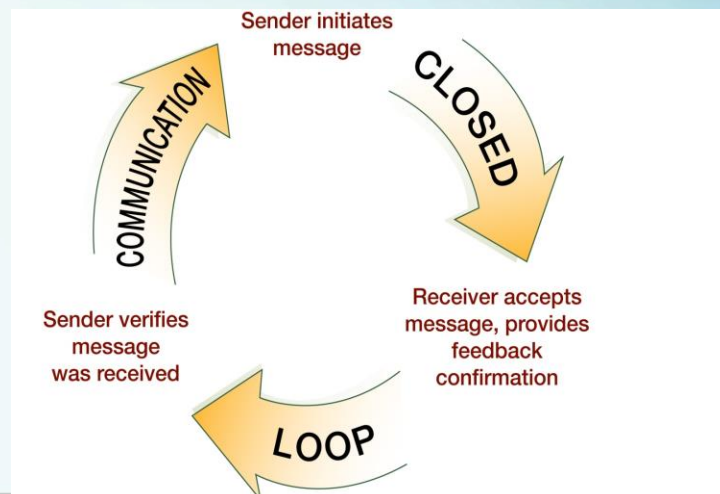 Sender initiates
message
CLOSED
Receiver accepts
message, provides
feedback
confirmation
LOOP
Sender verifies
message
was received
COMMUNICATION